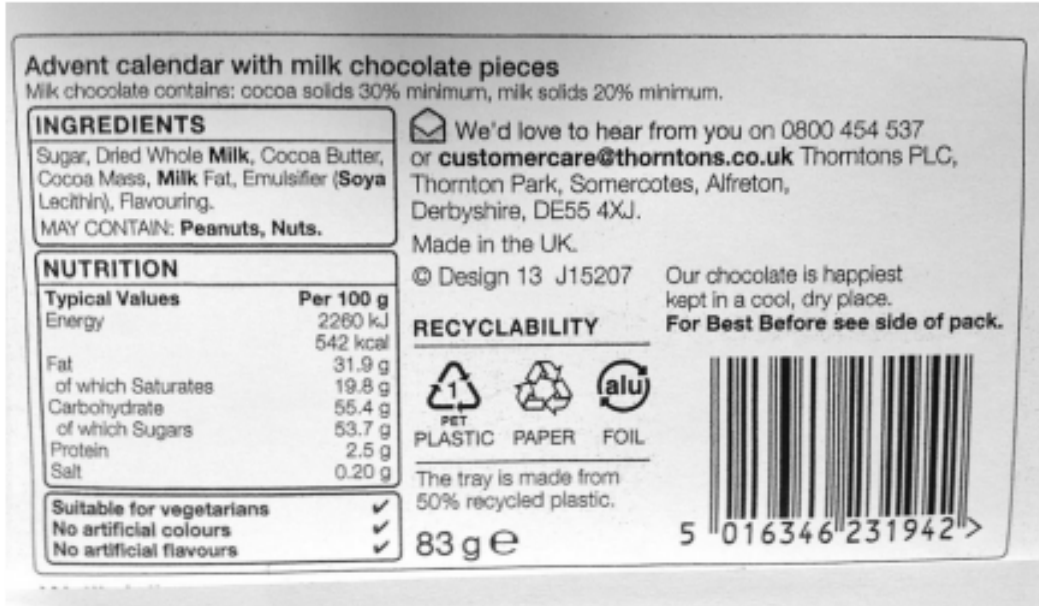 Advent calendar with milk chocolate pieces
Milk chocolate contains: cocoa solids 30% minimum, milk solids 20% minimum.
INGREDIENTS
Sugar, Dried Whole Milk, Cocoa Butter,
Cocoa Mass, Milk Fat, Emulsifier (Soya
Lecithin), Flavouring.
MAY CONTAIN: Peanuts, Nuts.
NUTRITION
Typical Values Per 100 g
Energy 2260 kJ
542 kcal
Fat 31.9 g
of which Saturates 19.8 g
Carbohydrate 55.4 g
of which Sugars 53.7 g
Protein 2.5 g
Salt 0.20 g
Suitable for vegetarians ✔
No artificial colours ✔
No artificial flavours ✔
We'd love to hear from you on 0800 454 537
or customercare@thorntons.co.uk Thorntons PLC,
Thornton Park, Somercotes, Alfreton,
Derbyshire, DE55 4XJ.
Made in the UK.
© Design 13 J15207
RECYCLABILITY
1
PET
PLASTIC
PAPER
alu
FOIL
The tray is made from
50% recycled plastic.
83 g e
Our chocolate is happiest
kept in a cool, dry place.
For Best Before see side of pack.
5 016346 231942 >